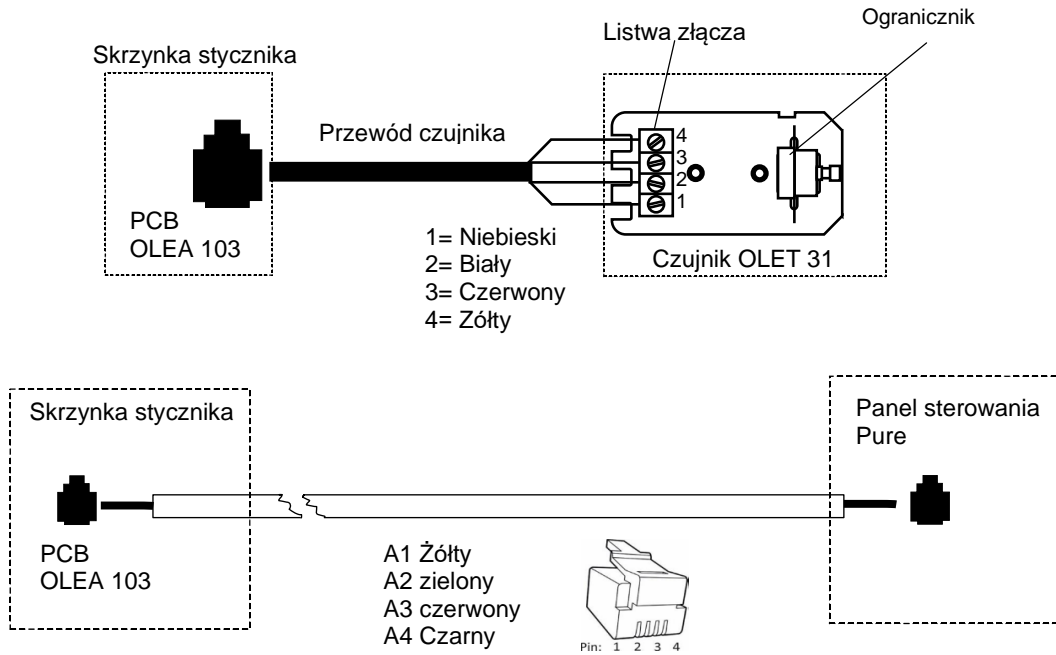 Ogranicznik
Listwa złącza
Skrzynka stycznika
Przewód czujnika
4
3
2
1
PCB
OLEA 103
1= Niebieski
2= Biały
3= Czerwony
4= Zółty
Czujnik OLET 31
Skrzynka stycznika
Panel sterowania
Pure
PCB
OLEA 103
A1 Żółty
A2 zielony
A3 czerwony
A4 Czarny
Pin: 1 2 3 4